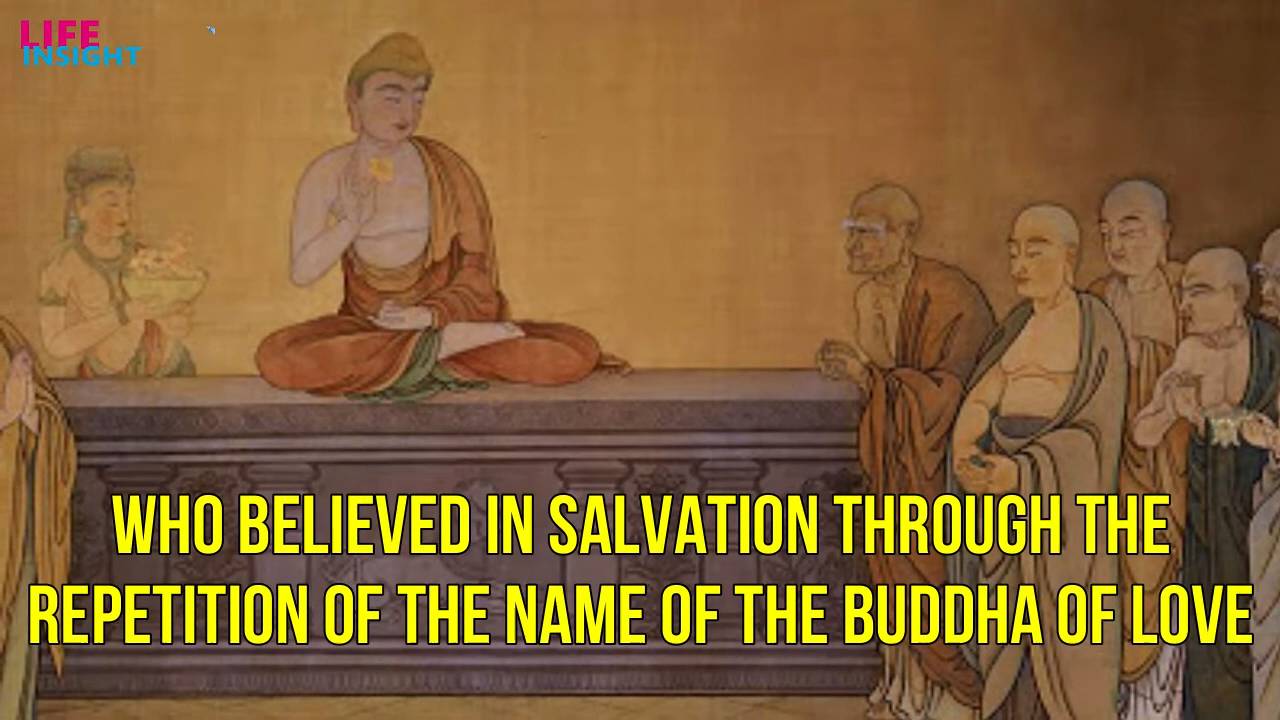 LIFE
INSIGHT
WHO BELIEVED IN SALVATION THROUGH THE
REPETITION OF THE NAME OF THE BUDDHA OF LOVE